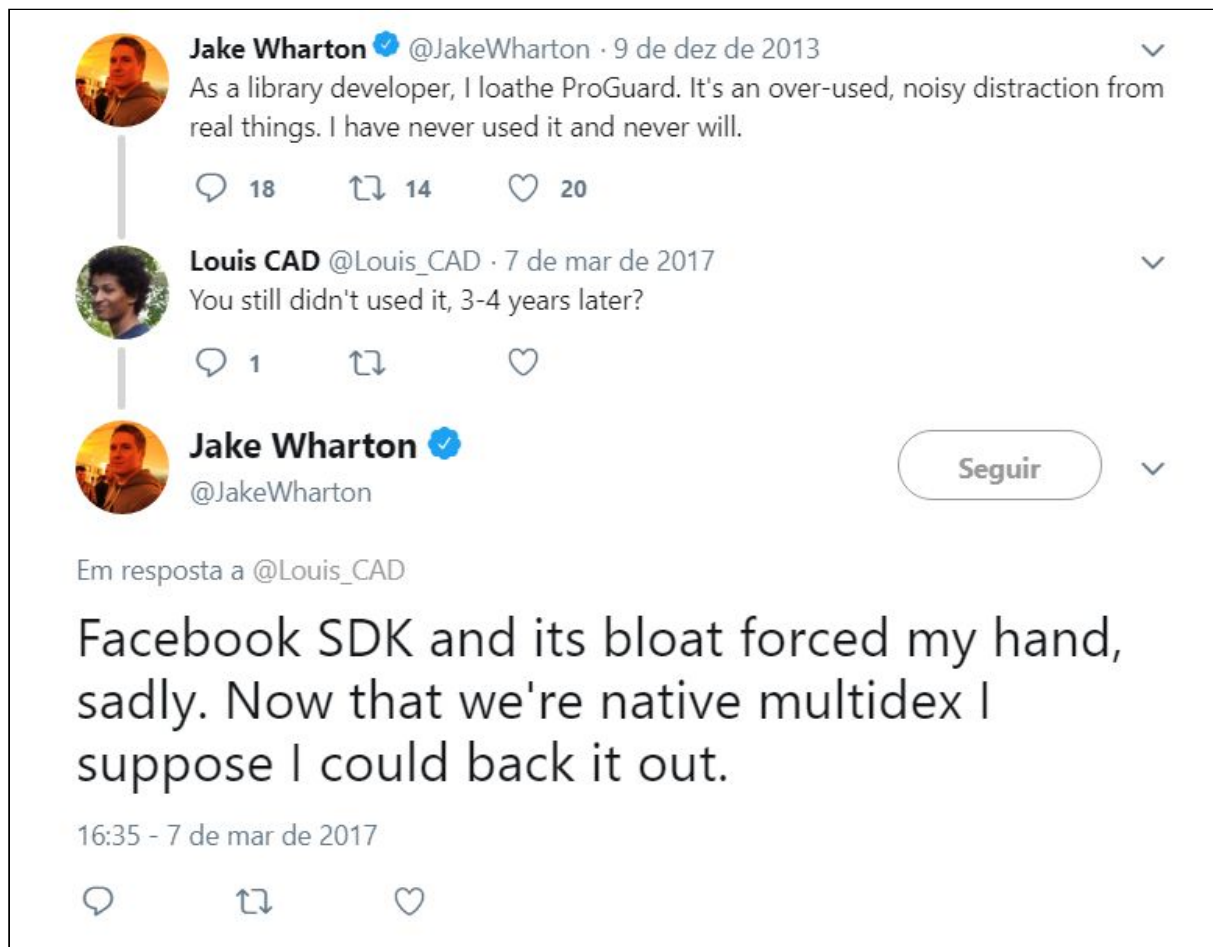 Jake Wharton @JakeWharton · 9 de dez de 2013
As a library developer, I loathe ProGuard. It's an over-used, noisy distraction from
real things. I have never used it and never will.
18 14 20
Louis CAD @Louis_CAD · 7 de mar de 2017
You still didn't used it, 3-4 years later?
1
Jake Wharton
Seguir
@JakeWharton
Em resposta a @Louis_CAD
Facebook SDK and its bloat forced my hand,
sadly. Now that we're native multidex I
suppose I could back it out.
16:35 - 7 de mar de 2017